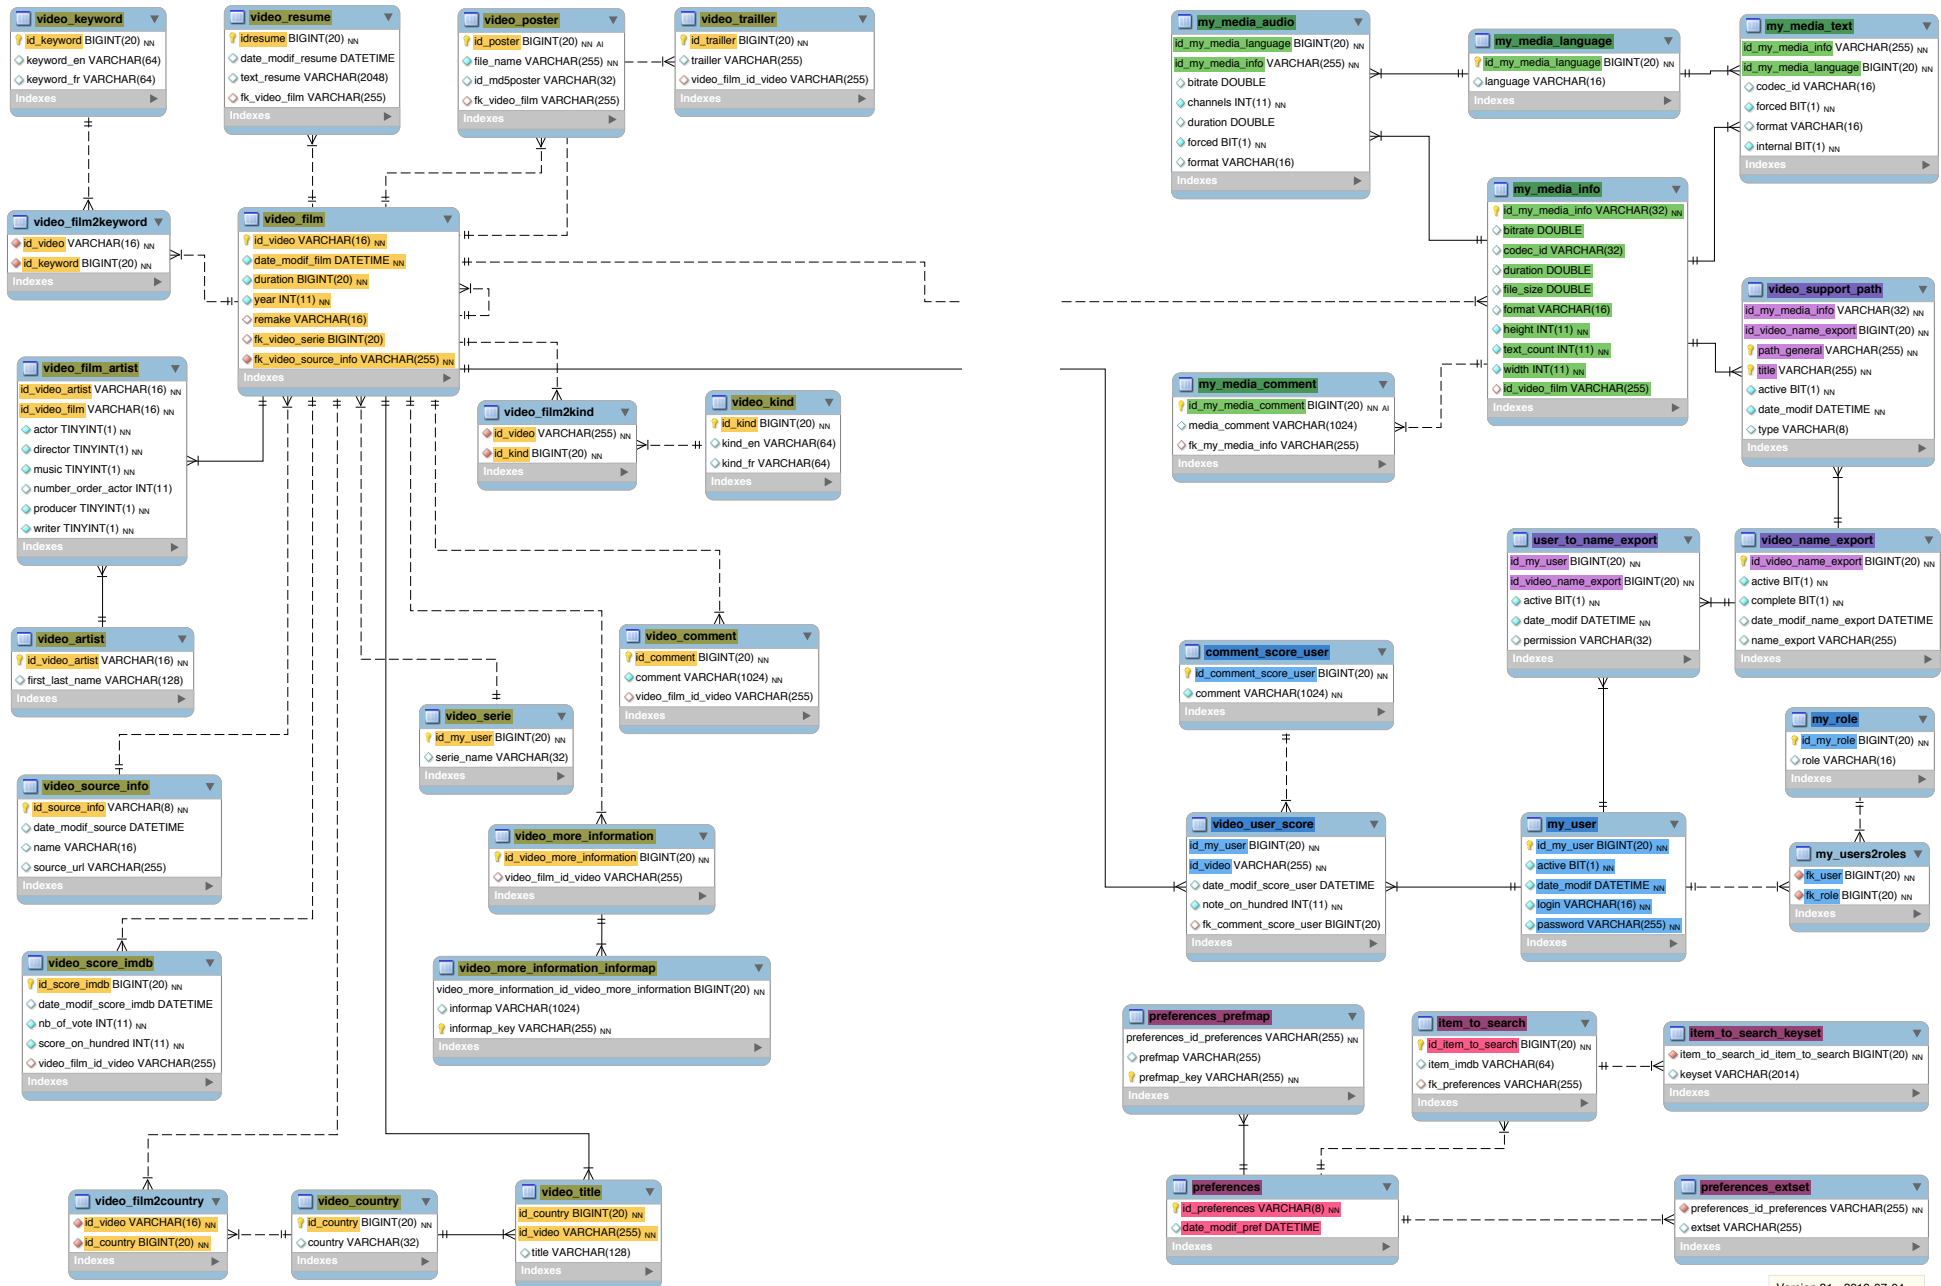 video_keyword
id_keyword BIGINT(20) NN
keyword_en VARCHAR(64)
keyword_fr VARCHAR(64)
Indexes
video_resume
idresume BIGINT(20) NN
date_modif_resume DATETIME
text_resume VARCHAR(2048)
fk_video_film VARCHAR(255)
Indexes
video_poster
id_poster BIGINT(20) NN AI
file_name VARCHAR(255) NN
id_md5poster VARCHAR(32)
fk_video_film VARCHAR(255)
Indexes
video_trailler
id_trailler BIGINT(20) NN
trailler VARCHAR(255)
video_film_id_video VARCHAR(255)
Indexes
my_media_audio
id_my_media_language BIGINT(20) NN
id_my_media_info VARCHAR(255) NN
bitrate DOUBLE
channels INT(11) NN
duration DOUBLE
forced BIT(1) NN
format VARCHAR(16)
Indexes
my_media_language
id_my_media_language BIGINT(20) NN
language VARCHAR(16)
Indexes
my_media_text
id_my_media_info VARCHAR(255) NN
id_my_media_language BIGINT(20) NN
codec_id VARCHAR(16)
forced BIT(1) NN
format VARCHAR(16)
internal BIT(1) NN
Indexes
video_film2keyword
id_video VARCHAR(16) NN
id_keyword BIGINT(20) NN
Indexes
video_film
id_video VARCHAR(16) NN
date_modif_film DATETIME NN
duration BIGINT(20) NN
year INT(11) NN
remake VARCHAR(16)
fk_video_serie BIGINT(20)
fk_video_source_info VARCHAR(255) NN
Indexes
my_media_info
id_my_media_info VARCHAR(32) NN
bitrate DOUBLE
codec_id VARCHAR(32)
duration DOUBLE
file_size DOUBLE
format VARCHAR(16)
height INT(11) NN
text_count INT(11) NN
width INT(11) NN
id_video_film VARCHAR(255)
Indexes
video_support_path
id_my_media_info VARCHAR(32) NN
id_video_name_export BIGINT(20) NN
path_general VARCHAR(255) NN
title VARCHAR(255) NN
active BIT(1) NN
date_modif DATETIME NN
type VARCHAR(8)
Indexes
video_film_artist
id_video_artist VARCHAR(16) NN
id_video_film VARCHAR(16) NN
actor TINYINT(1) NN
director TINYINT(1) NN
music TINYINT(1) NN
number_order_actor INT(11)
producer TINYINT(1) NN
writer TINYINT(1) NN
Indexes
video_film2kind
id_video VARCHAR(255) NN
id_kind BIGINT(20) NN
Indexes
video_kind
id_kind BIGINT(20) NN
kind_en VARCHAR(64)
kind_fr VARCHAR(64)
Indexes
my_media_comment
id_my_media_comment BIGINT(20) NN AI
media_comment VARCHAR(1024)
fk_my_media_info VARCHAR(255)
Indexes
user_to_name_export
id_my_user BIGINT(20) NN
id_video_name_export BIGINT(20) NN
active BIT(1) NN
date_modif DATETIME NN
permission VARCHAR(32)
Indexes
video_name_export
id_video_name_export BIGINT(20) NN
active BIT(1) NN
complete BIT(1) NN
date_modif_name_export DATETIME
name_export VARCHAR(255)
Indexes
video_artist
id_video_artist VARCHAR(16) NN
first_last_name VARCHAR(128)
Indexes
video_comment
id_comment BIGINT(20) NN
comment VARCHAR(1024) NN
video_film_id_video VARCHAR(255)
Indexes
comment_score_user
id_comment_score_user BIGINT(20) NN
comment VARCHAR(1024) NN
Indexes
video_serie
id_my_user BIGINT(20) NN
serie_name VARCHAR(32)
Indexes
my_role
id_my_role BIGINT(20) NN
role VARCHAR(16)
Indexes
video_source_info
id_source_info VARCHAR(8) NN
date_modif_source DATETIME
name VARCHAR(16)
source_url VARCHAR(255)
Indexes
video_more_information
id_video_more_information BIGINT(20) NN
video_film_id_video VARCHAR(255)
Indexes
video_user_score
id_my_user BIGINT(20) NN
id_video VARCHAR(255) NN
date_modif_score_user DATETIME
note_on_hundred INT(11) NN
fk_comment_score_user BIGINT(20)
Indexes
my_user
id_my_user BIGINT(20) NN
active BIT(1) NN
date_modif DATETIME NN
login VARCHAR(16) NN
password VARCHAR(255) NN
Indexes
my_users2roles
fk_user BIGINT(20) NN
fk_role BIGINT(20) NN
Indexes
video_score_imdb
id_score_imdb BIGINT(20) NN
date_modif_score_imdb DATETIME
nb_of_vote INT(11) NN
score_on_hundred INT(11) NN
video_film_id_video VARCHAR(255)
Indexes
video_more_information_informap
video_more_information_id_video_more_information BIGINT(20) NN
informap VARCHAR(1024)
informap_key VARCHAR(255) NN
Indexes
preferences_prefmap
preferences_id_preferences VARCHAR(255) NN
prefmap VARCHAR(255)
prefmap_key VARCHAR(255) NN
Indexes
item_to_search
id_item_to_search BIGINT(20) NN
item_imdb VARCHAR(64)
fk_preferences VARCHAR(255)
Indexes
item_to_search_keyset
item_to_search_id_item_to_search BIGINT(20) NN
keyset VARCHAR(2014)
Indexes
video_film2country
id_video VARCHAR(16) NN
id_country BIGINT(20) NN
Indexes
video_country
id_country BIGINT(20) NN
country VARCHAR(32)
Indexes
video_title
id_country BIGINT(20) NN
id_video VARCHAR(255) NN
title VARCHAR(128)
Indexes
preferences
id_preferences VARCHAR(8) NN
date_modif_pref DATETIME
Indexes
preferences_extset
preferences_id_preferences VARCHAR(255) NN
extset VARCHAR(255)
Indexes